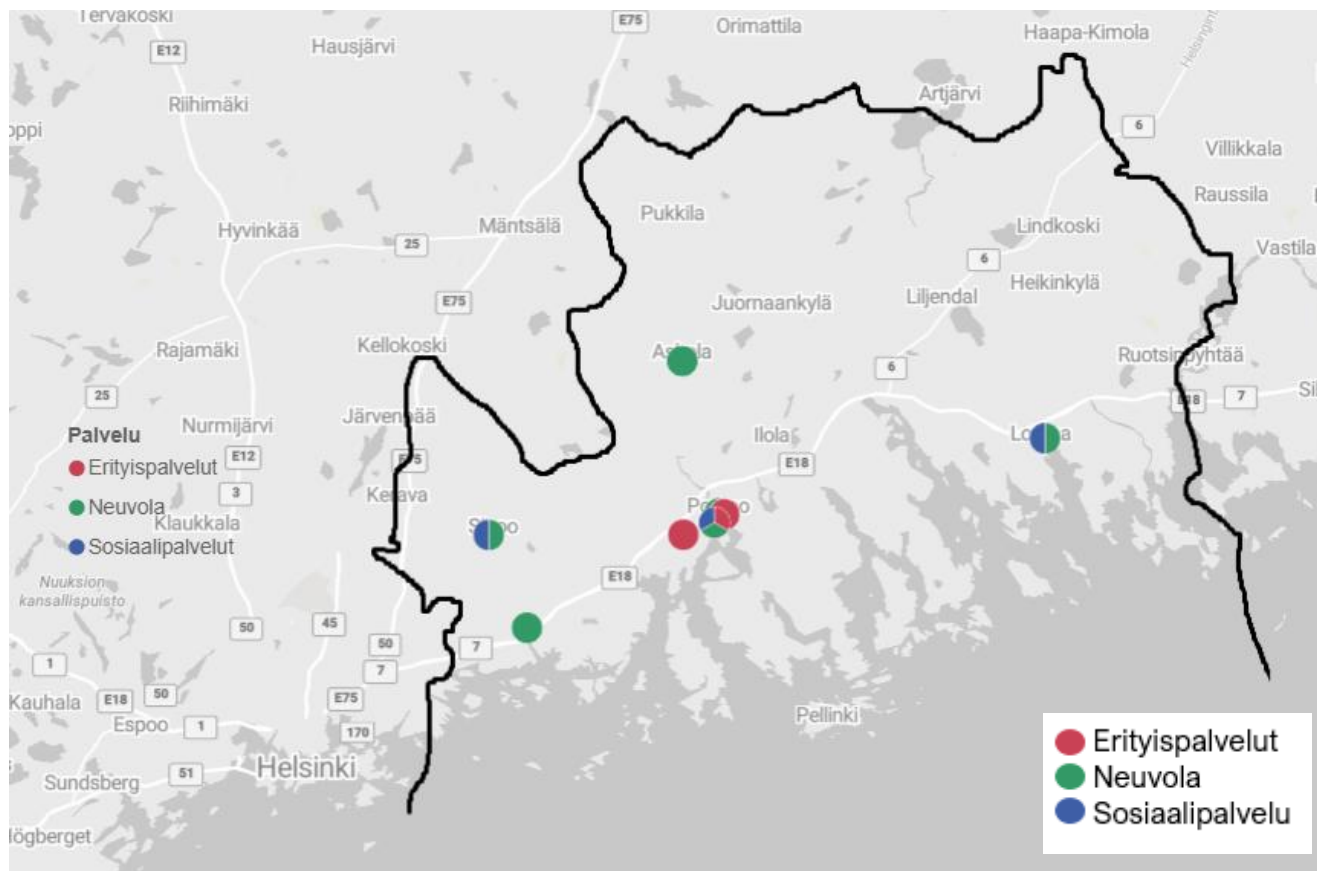 Tervakoski
E75
Orimattila
Haapa-Kimola
Hausjärvi
E12
Riihimäki
Artjärvi
6
Villikkala
Raussila
Pukkila
Hyvinkää
25
Mäntsälä
Lindkoski
Vastila
6
E75
Juornaankylä
Liljendal
Heikinkylä
Rajamäki
Kellokoski
Ruotsinpyhtää
6
25
Järvenpää
7
Nurmijärvi
Palvelu
Ilola
E12
E18
Erityispalvelut
3
Kerava
Neuvola
Klaukkala
Sosiaalipalvelut
Nuuksion
kansallispuisto
E18
50
45
50
7
1
7
Kauhala
E18
50
E75
Espoo
1
170
Pellinki
Helsinki
51
Sundsberg
Erityispalvelut
Neuvola
Sosiaalipalvelu